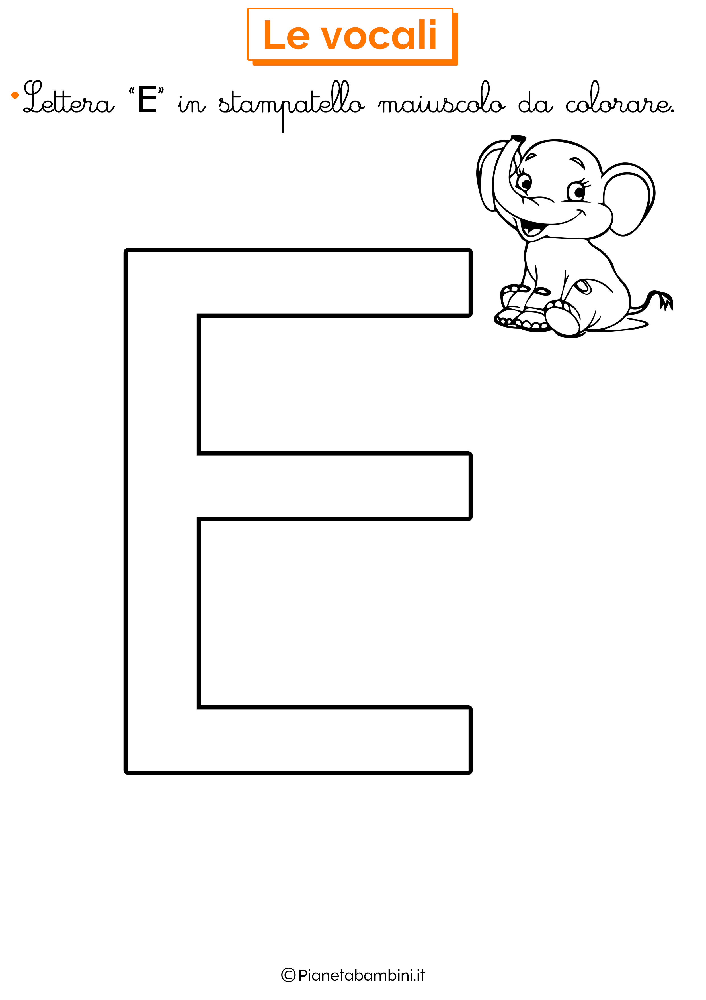 Le vocali
• Lettera “E” in stampatello maiuscolo da colorare.
E
©Pianetabambini.it